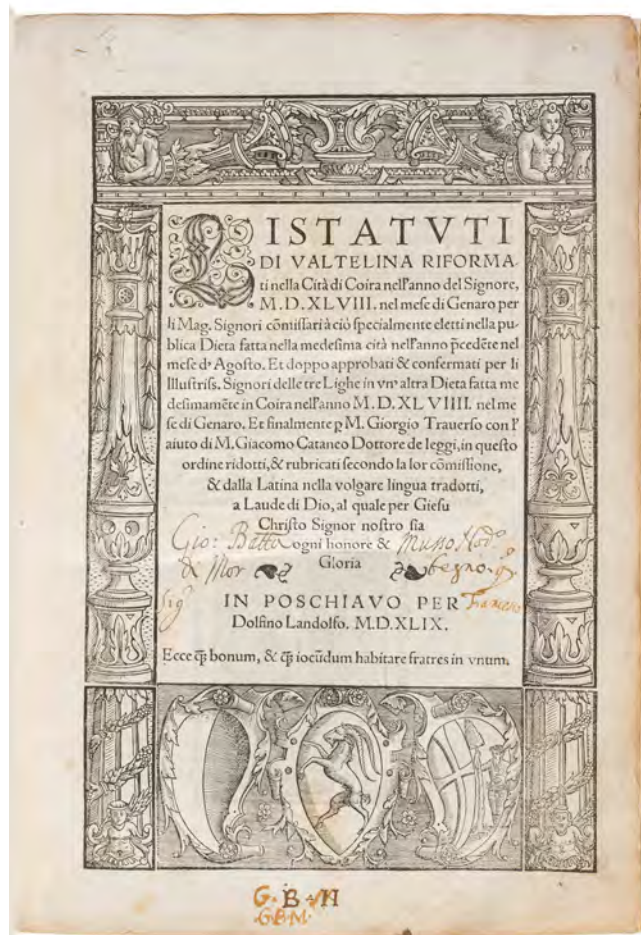 LI STATVTI
DI VALTELINA RIFORMA-
ti nella Cità di Coira nell'anno del Signore,
M.D.XLVIII. nel mese di Genaro per
li Mag. Signori cōmissari à ciò specialmente eletti nella pu-
blica Dieta fatta nella medesima cità nell'anno p̄cedēte nel
mese d'Agosto. Et doppo approbati & confermati per li
Illustriss. Signori delle tre Lighe in vn' altra Dieta fatta me
desimamēte in Coira nell'anno M.D.XLVIIII. nel me
se di Genaro. Et finalmente ꝑ M. Giorgio Trauerso con l'
aiuto di M. Giacomo Cataneo Dottore de leggi, in questo
ordine ridotti, & rubricati secondo la lor cōmissione,
& dalla Latina nella volgare lingua tradotti,
a Laude di Dio, al quale per Giesu
Christo Signor nostro sia
Gio: Batta ogni honore & Musso
& Mor Gloria
IN POSCHIAVO PER
Dolfino Landolfo. M.D.XLIX.
Ecce q̄ꝫ bonum, & q̄ꝫ iocūdum habitare fratres in vnum.
G. B
G.B.M.